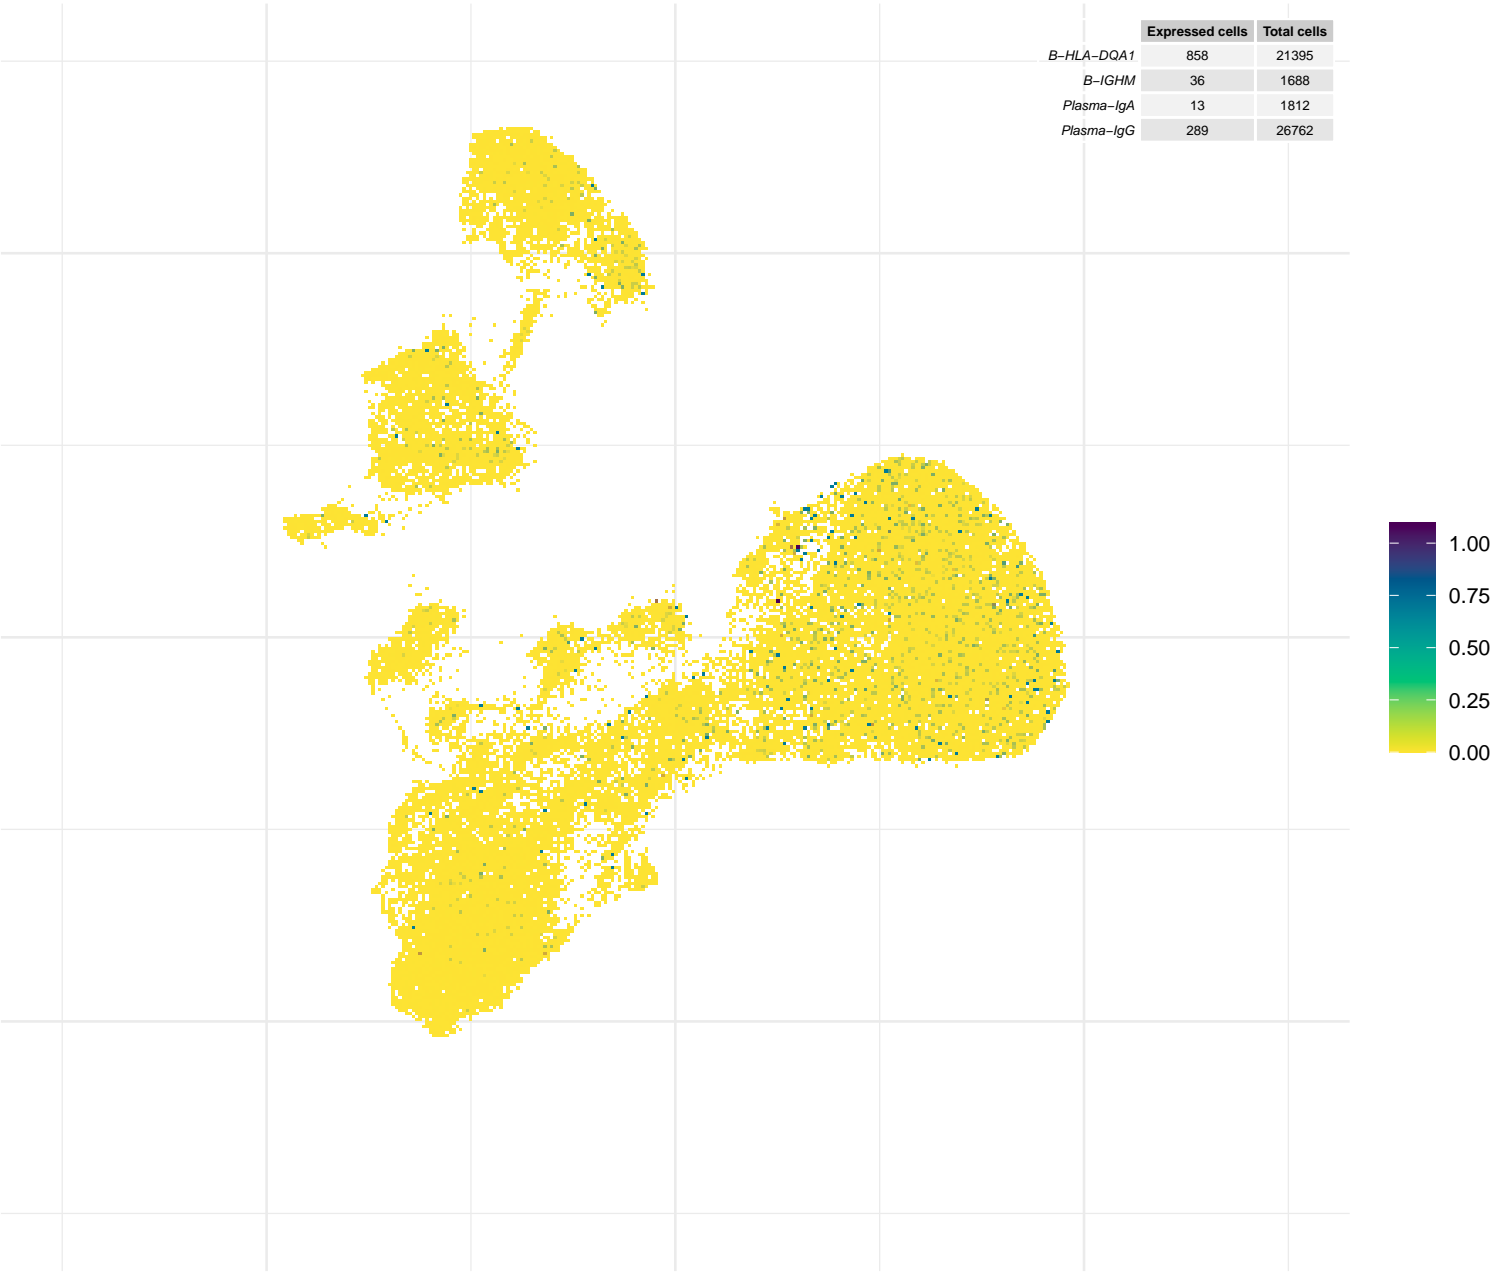 Expressed cells Total cells
B−HLA−DQA1 858 21395
B−IGHM 36 1688
Plasma−IgA 13 1812
Plasma−IgG 289 26762
1.00
0.75
0.50
0.25
0.00